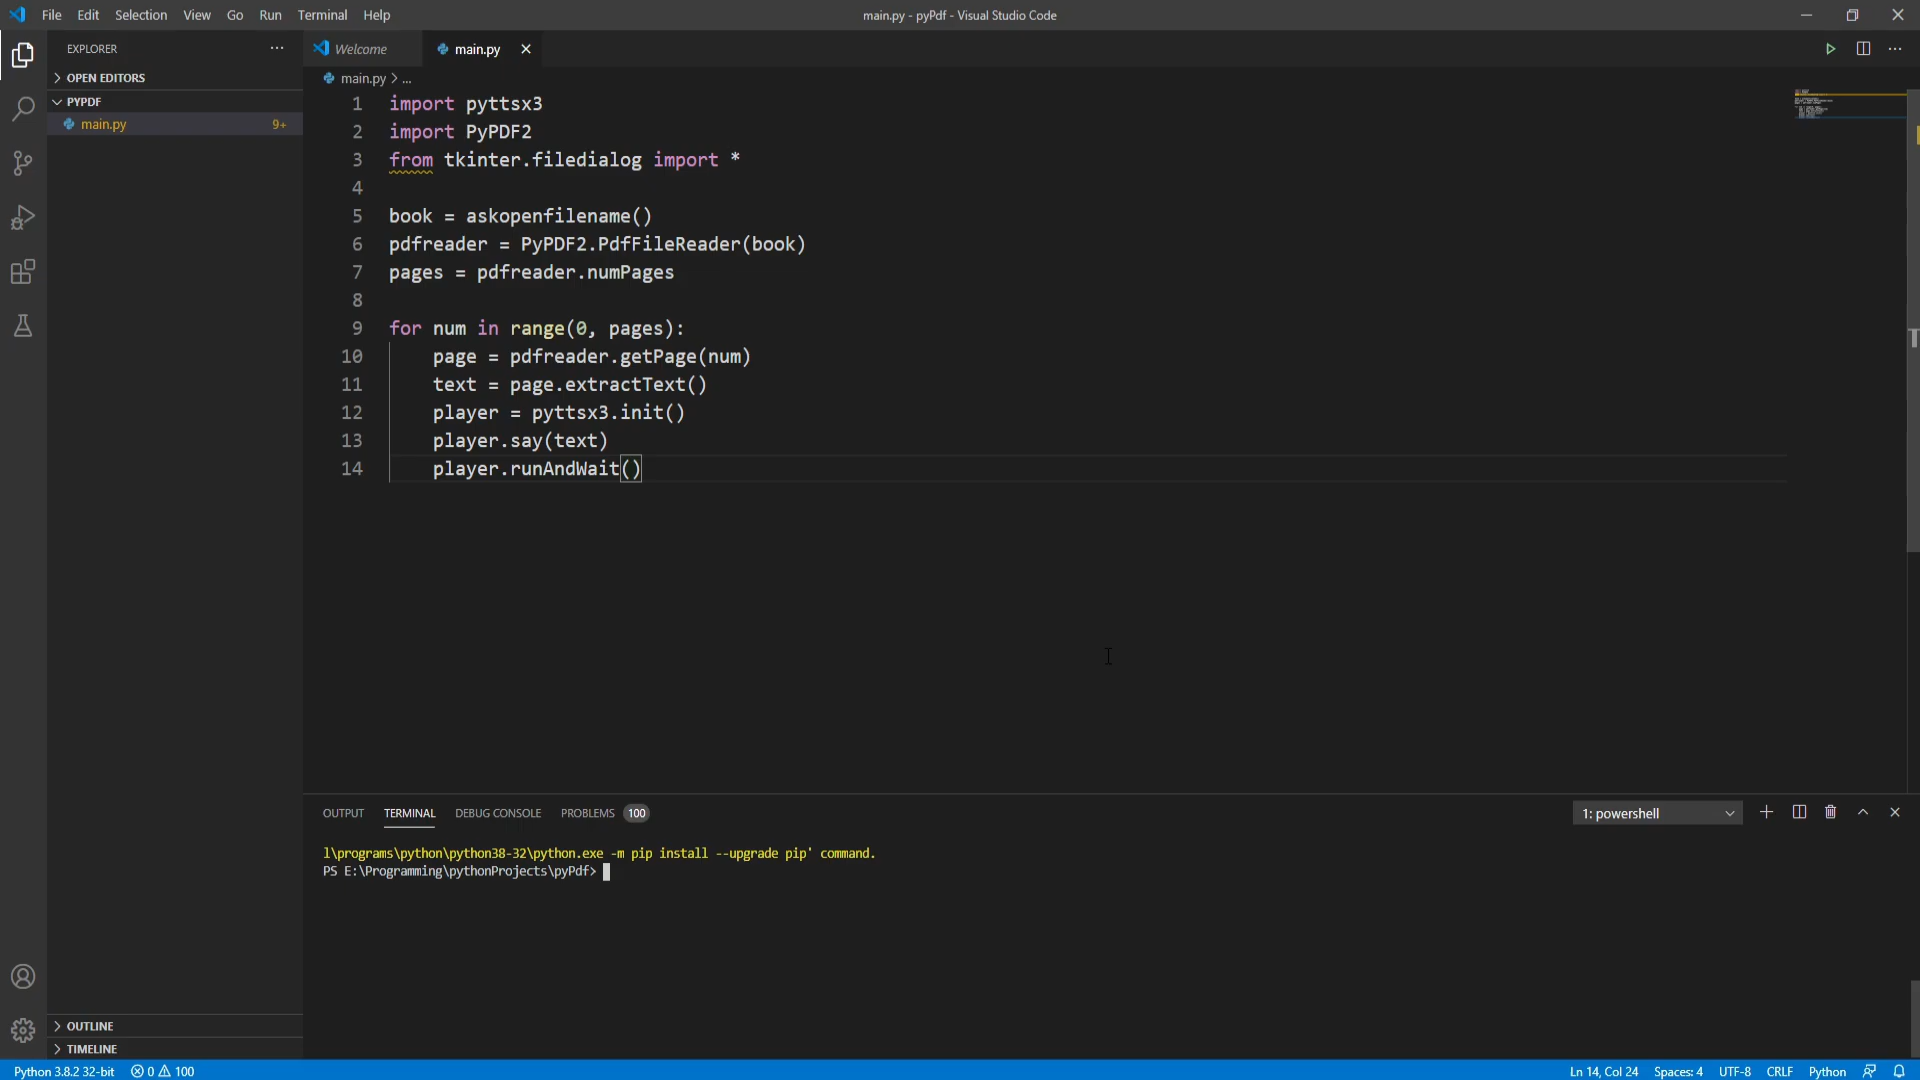 File Edit Selection View Go Run Terminal Help
main.py - pyPdf - Visual Studio Code
EXPLORER
OPEN EDITORS
PYPDF
main.py 9+
Welcome
main.py
main.py > ...
1 import pyttsx3
2 import PyPDF2
3 from tkinter.filedialog import *
4
5 book = askopenfilename()
6 pdfreader = PyPDF2.PdfFileReader(book)
7 pages = pdfreader.numPages
8
9 for num in range(0, pages):
10 page = pdfreader.getPage(num)
11 text = page.extractText()
12 player = pyttsx3.init()
13 player.say(text)
14 player.runAndWait()
OUTPUT TERMINAL DEBUG CONSOLE PROBLEMS 100
1: powershell
l\programs\python\python38-32\python.exe -m pip install --upgrade pip' command.
PS E:\Programming\pythonProjects\pyPdf>
OUTLINE
TIMELINE
Python 3.8.2 32-bit 0 100
Ln 14, Col 24 Spaces: 4 UTF-8 CRLF Python